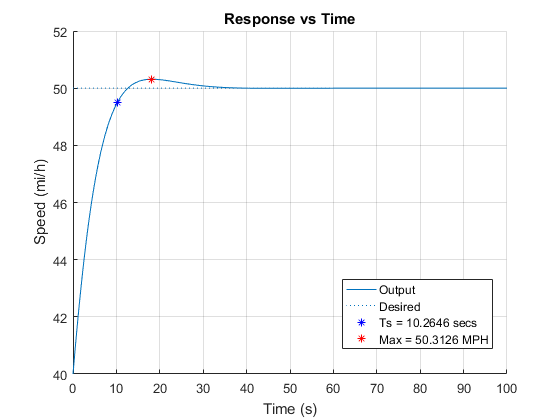 Response vs Time
52
50
48
46
44
42
40
Speed (mi/h)
0 10 20 30 40 50 60 70 80 90 100
Time (s)
Output
Desired
Ts = 10.2646 secs
Max = 50.3126 MPH